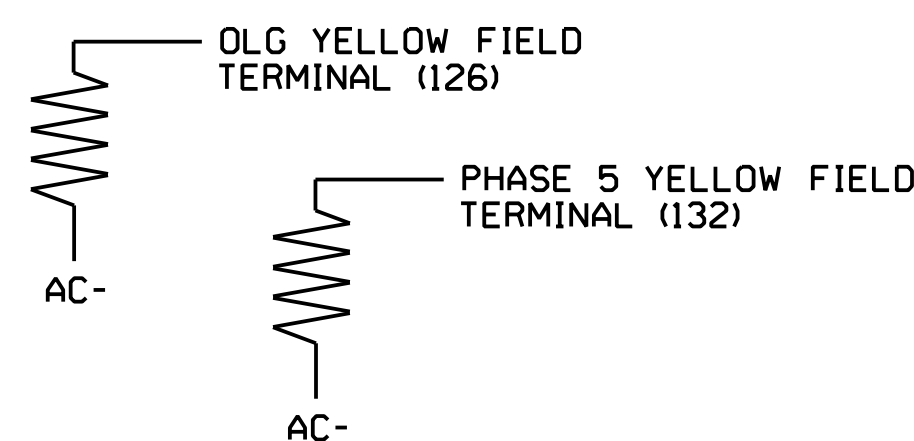 OLG YELLOW FIELD
TERMINAL (126)
AC-
PHASE 5 YELLOW FIELD
TERMINAL (132)
AC-